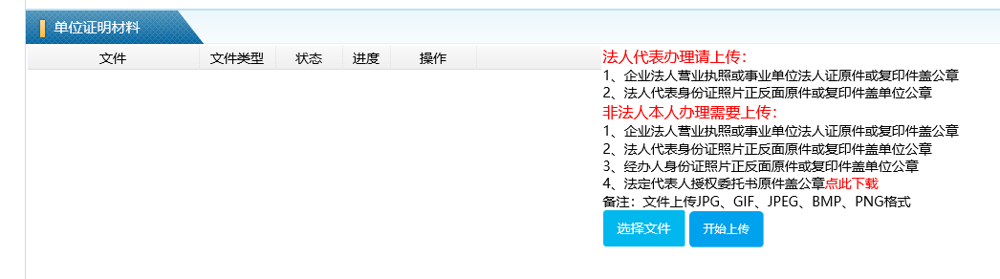 单位证明材料
文件 文件类型 状态 进度 操作
法人代表办理请上传：
1、企业法人营业执照或事业单位法人证原件或复印件盖公章
2、法人代表身份证照片正反面原件或复印件盖单位公章
非法人本人办理需要上传：
1、企业法人营业执照或事业单位法人证原件或复印件盖公章
2、法人代表身份证照片正反面原件或复印件盖单位公章
3、经办人身份证照片正反面原件或复印件盖单位公章
4、法定代表人授权委托书原件盖公章点此下载
备注：文件上传JPG、GIF、JPEG、BMP、PNG格式
选择文件 开始上传